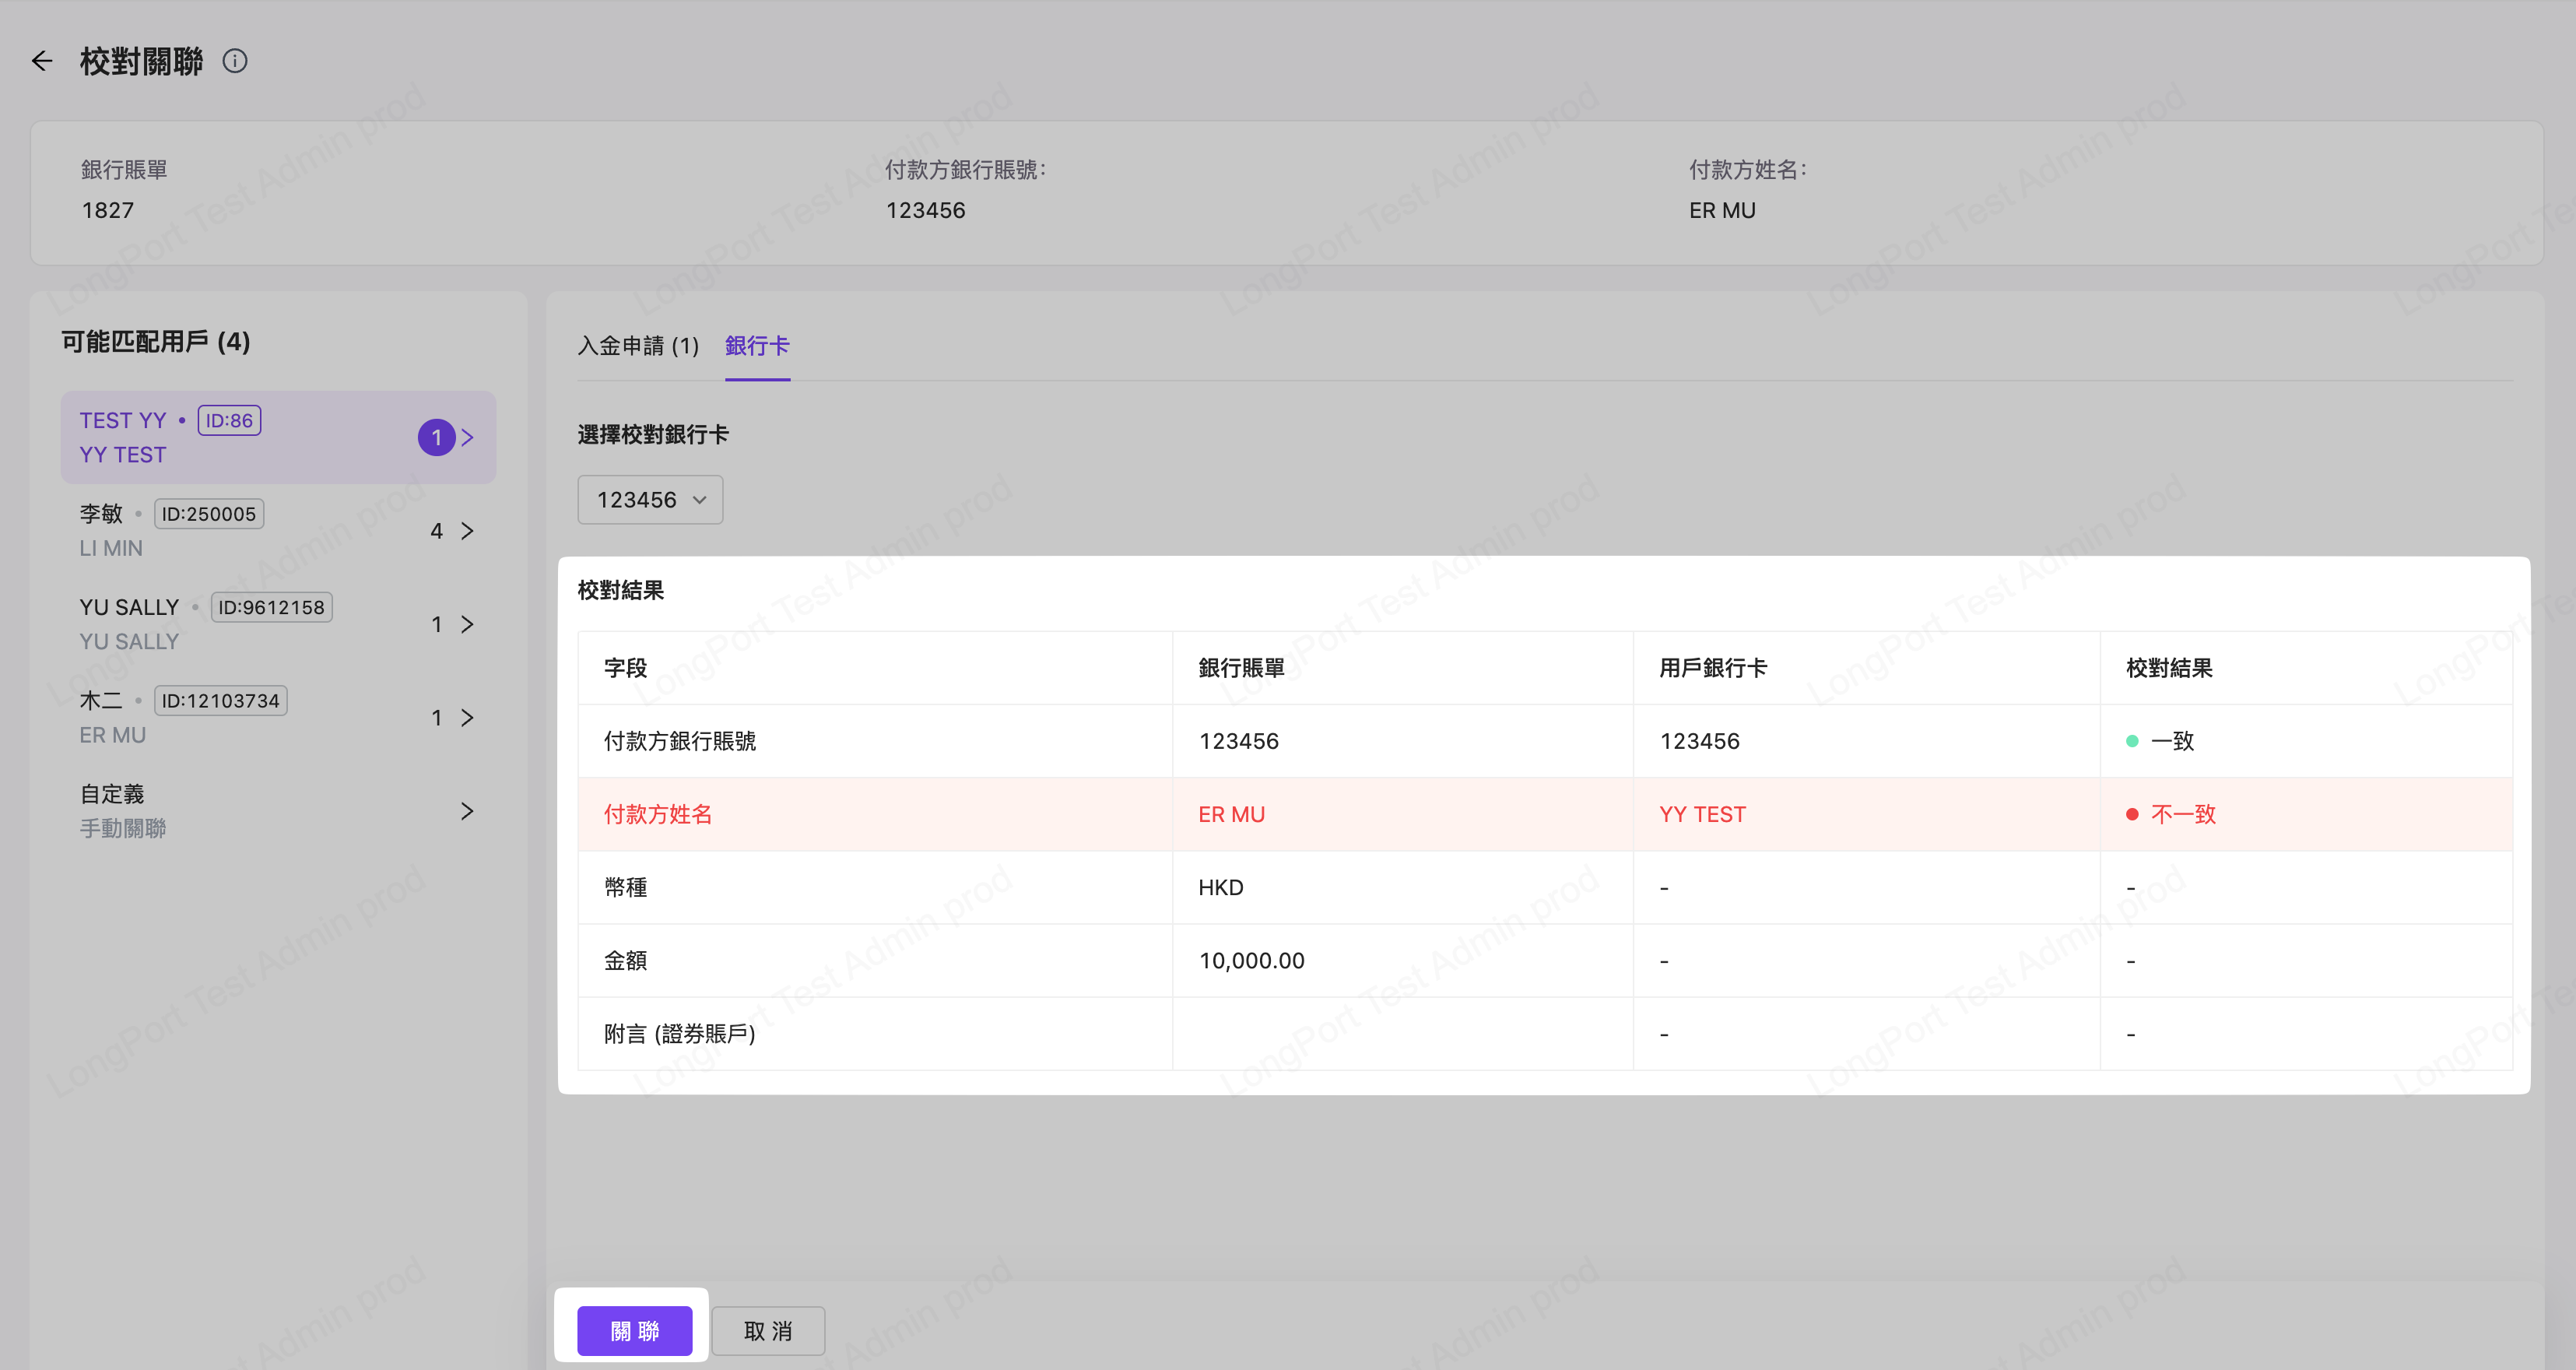 校對關聯
銀行賬單
1827
付款方銀行賬號:
123456
付款方姓名:
ER MU
可能匹配用戶 (4)
TEST YY • ID:86
YY TEST
1
李敏 • ID:250005
LI MIN
4
YU SALLY • ID:9612158
YU SALLY
1
木二 • ID:12103734
ER MU
1
自定義
手動關聯
入金申請 (1) 銀行卡
選擇校對銀行卡
123456
校對結果
字段 銀行賬單 用戶銀行卡 校對結果
付款方銀行賬號 123456 123456 一致
付款方姓名 ER MU YY TEST 不一致
幣種 HKD - -
金額 10,000.00 - -
附言 (證券賬戶) - -
關聯 取消
LongPort Test Admin prod